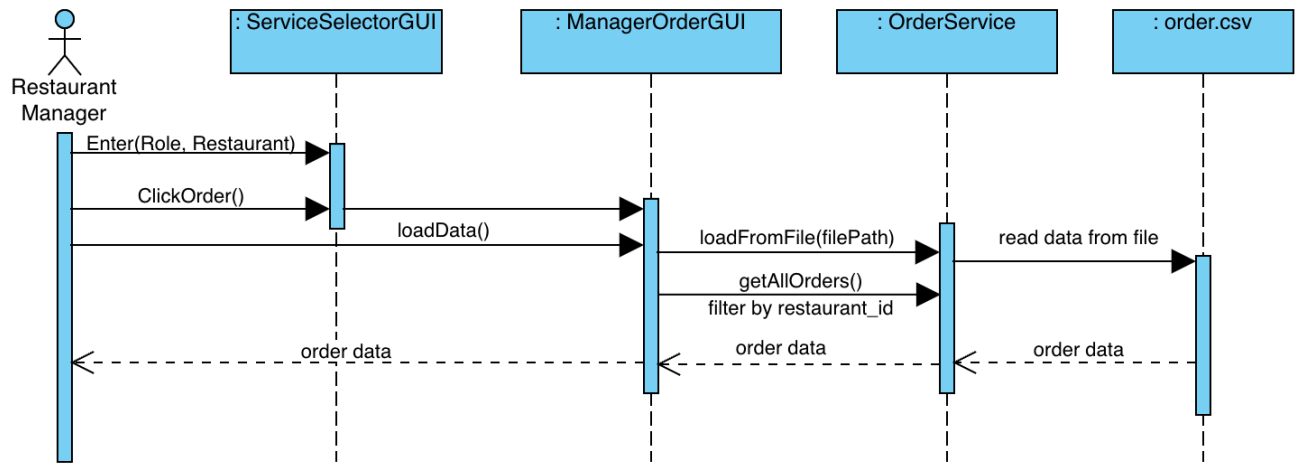 : ServiceSelectorGUI
: ManagerOrderGUI
: OrderService
: order.csv
Restaurant
Manager
Enter(Role, Restaurant)
ClickOrder()
loadData()
loadFromFile(filePath)
read data from file
getAllOrders()
filter by restaurant_id
order data
order data
order data